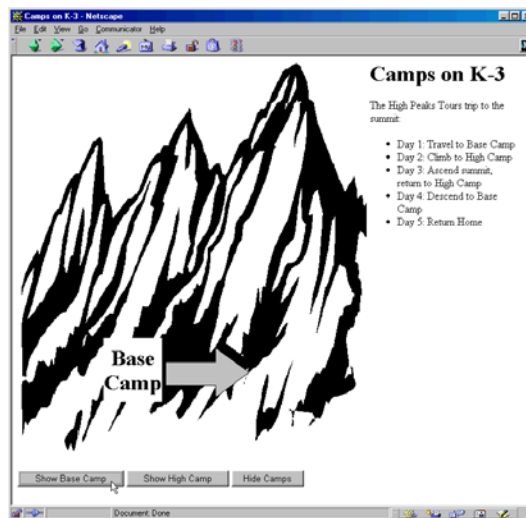 Camps on K-3 - Netscape
File Edit View Go Communicator Help
Camps on K-3
The High Peaks Tours trip to the
summit:
Day 1: Travel to Base Camp
Day 2: Climb to High Camp
Day 3: Ascend summit,
return to High Camp
Day 4: Descend to Base
Camp
Day 5: Return Home
Base
Camp
Show Base Camp Show High Camp Hide Camps
Document Done